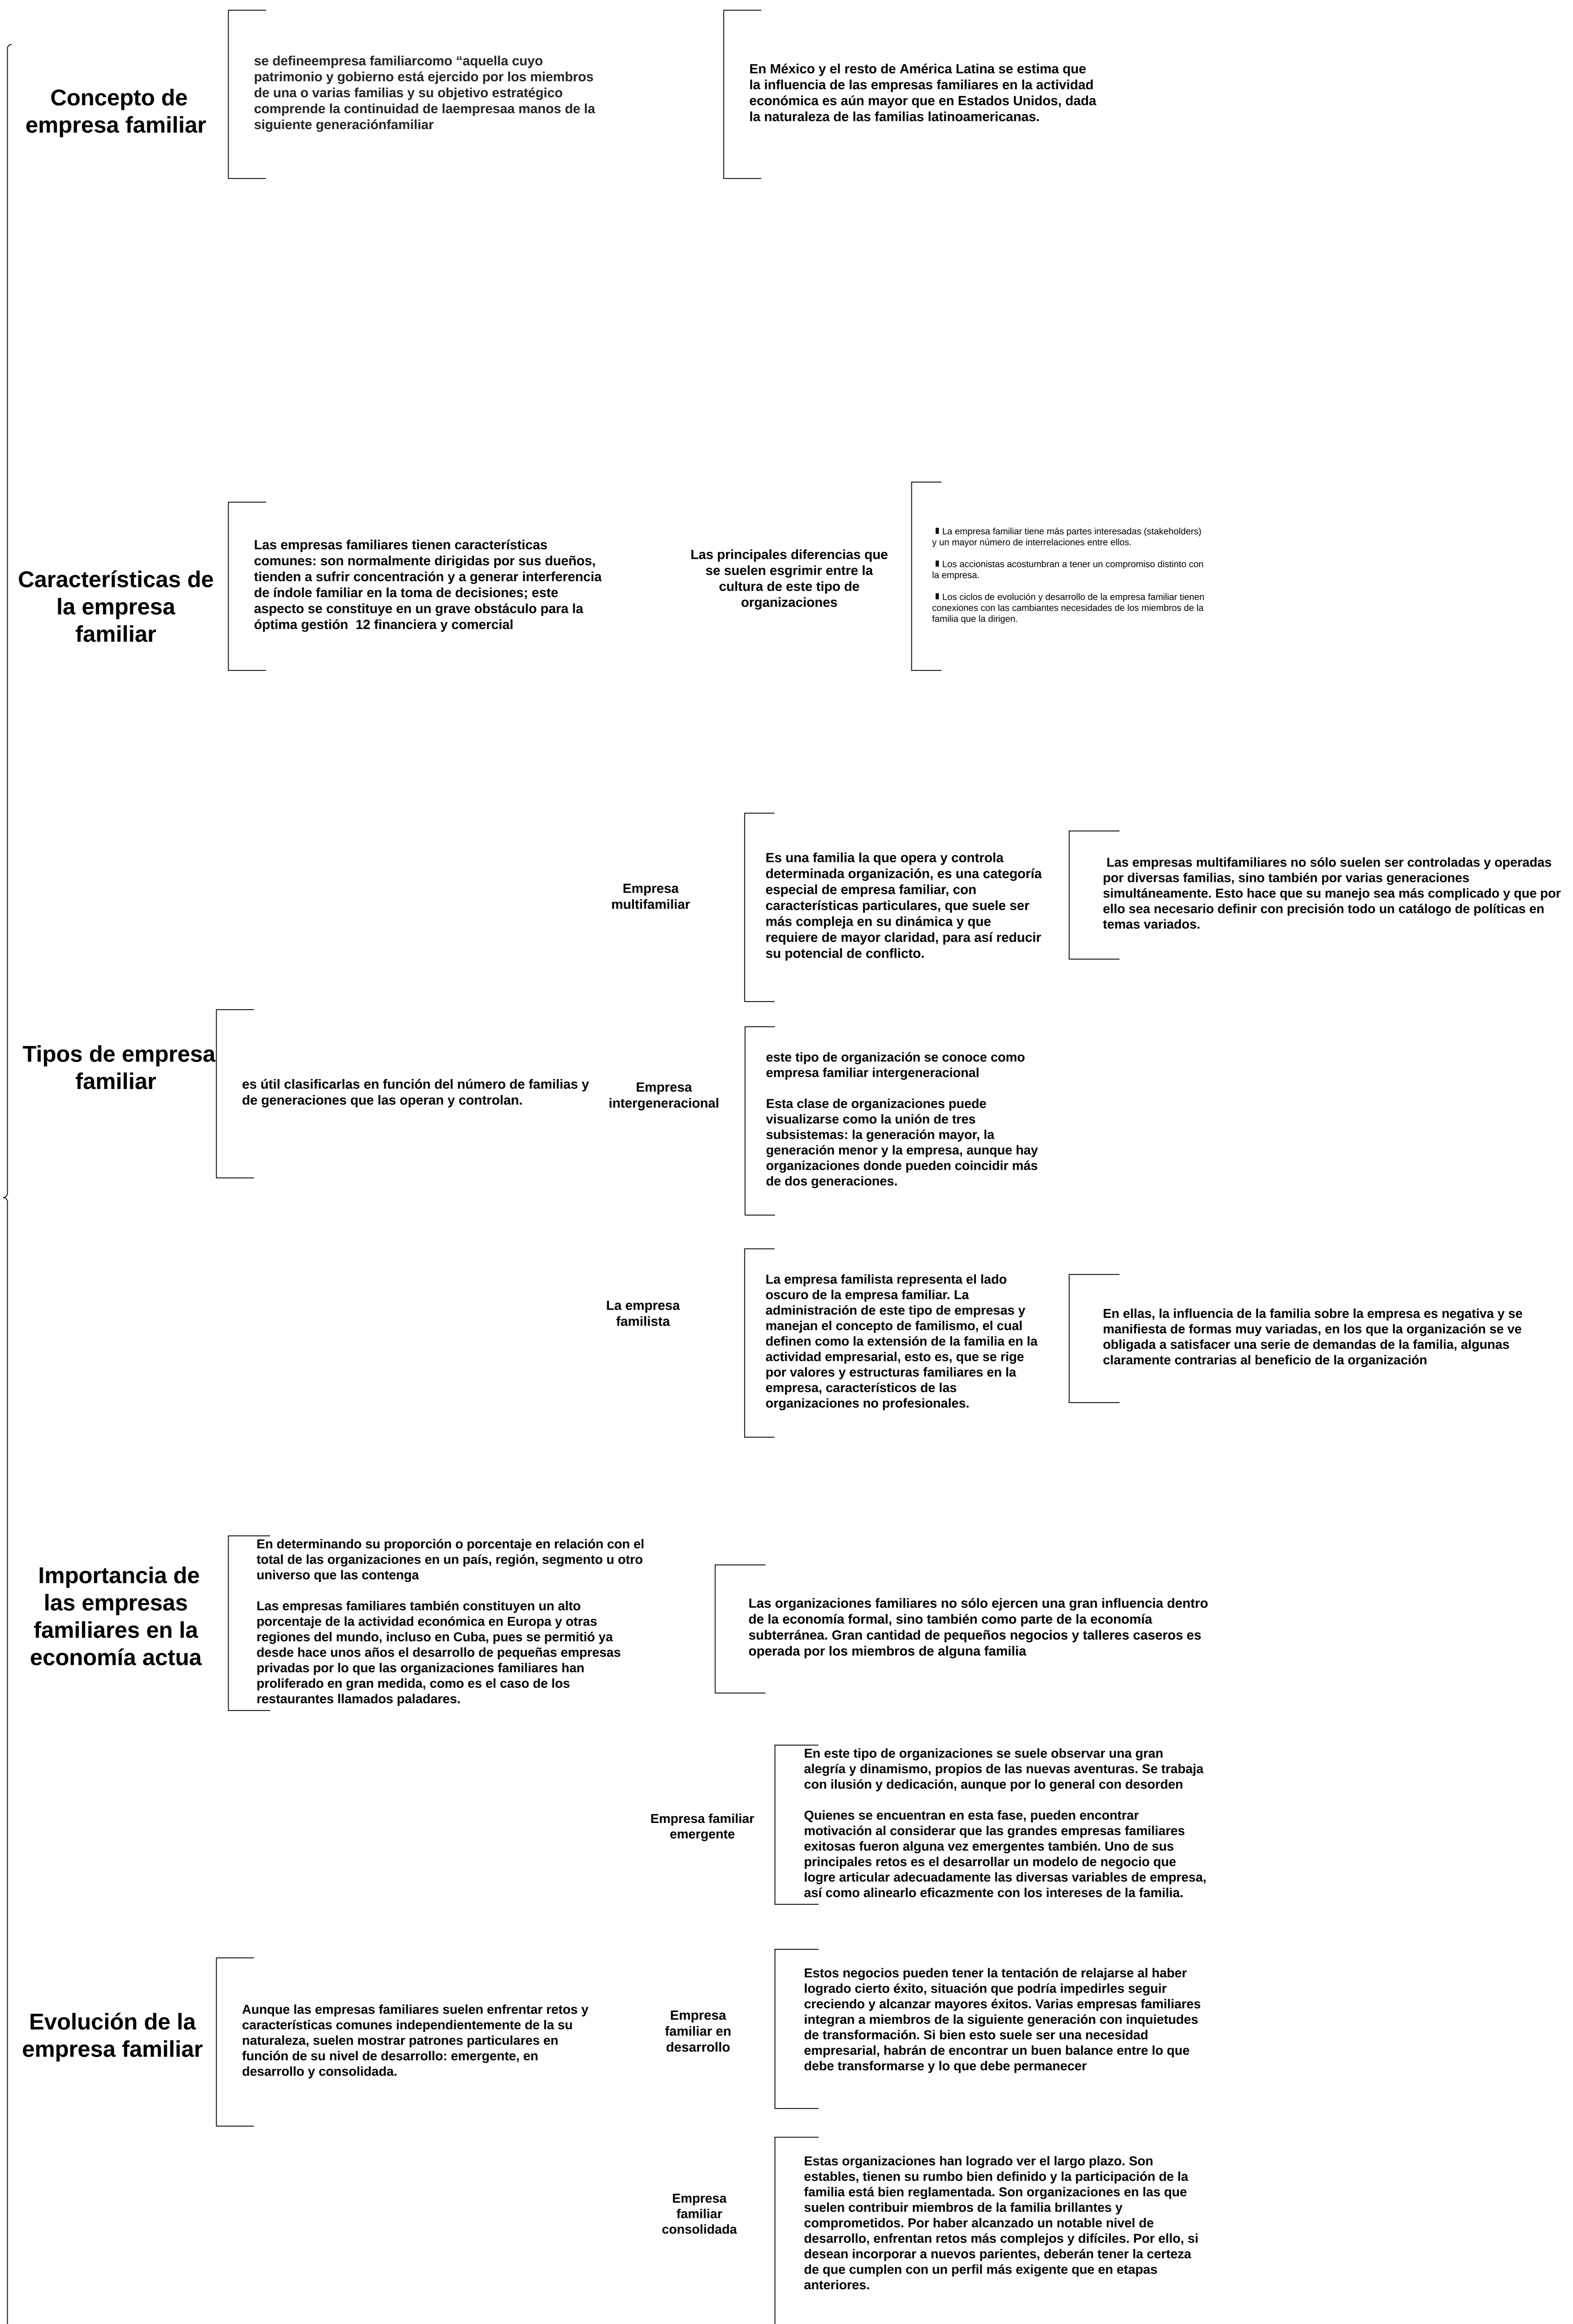 Concepto de
empresa familiar
se defineempresa familiarcomo “aquella cuyo
patrimonio y gobierno está ejercido por los miembros
de una o varias familias y su objetivo estratégico
comprende la continuidad de laempresaa manos de la
siguiente generaciónfamiliar
En México y el resto de América Latina se estima que
la influencia de las empresas familiares en la actividad
económica es aún mayor que en Estados Unidos, dada
la naturaleza de las familias latinoamericanas.
Características de
la empresa
familiar
Las empresas familiares tienen características
comunes: son normalmente dirigidas por sus dueños,
tienden a sufrir concentración y a generar interferencia
de índole familiar en la toma de decisiones; este
aspecto se constituye en un grave obstáculo para la
óptima gestión  12 financiera y comercial
Las principales diferencias que
se suelen esgrimir entre la
cultura de este tipo de
organizaciones
▮ La empresa familiar tiene más partes interesadas (stakeholders)
y un mayor número de interrelaciones entre ellos.
▮ Los accionistas acostumbran a tener un compromiso distinto con
la empresa.
▮ Los ciclos de evolución y desarrollo de la empresa familiar tienen
conexiones con las cambiantes necesidades de los miembros de la
familia que la dirigen.
Tipos de empresa
familiar
es útil clasificarlas en función del número de familias y
de generaciones que las operan y controlan.
Empresa
multifamiliar
Es una familia la que opera y controla
determinada organización, es una categoría
especial de empresa familiar, con
características particulares, que suele ser
más compleja en su dinámica y que
requiere de mayor claridad, para así reducir
su potencial de conflicto.
Las empresas multifamiliares no sólo suelen ser controladas y operadas
por diversas familias, sino también por varias generaciones
simultáneamente. Esto hace que su manejo sea más complicado y que por
ello sea necesario definir con precisión todo un catálogo de políticas en
temas variados.
Empresa
intergeneracional
este tipo de organización se conoce como
empresa familiar intergeneracional
Esta clase de organizaciones puede
visualizarse como la unión de tres
subsistemas: la generación mayor, la
generación menor y la empresa, aunque hay
organizaciones donde pueden coincidir más
de dos generaciones.
La empresa
familista
La empresa familista representa el lado
oscuro de la empresa familiar. La
administración de este tipo de empresas y
manejan el concepto de familismo, el cual
definen como la extensión de la familia en la
actividad empresarial, esto es, que se rige
por valores y estructuras familiares en la
empresa, característicos de las
organizaciones no profesionales.
En ellas, la influencia de la familia sobre la empresa es negativa y se
manifiesta de formas muy variadas, en los que la organización se ve
obligada a satisfacer una serie de demandas de la familia, algunas
claramente contrarias al beneficio de la organización
Importancia de
las empresas
familiares en la
economía actua
En determinando su proporción o porcentaje en relación con el
total de las organizaciones en un país, región, segmento u otro
universo que las contenga
Las empresas familiares también constituyen un alto
porcentaje de la actividad económica en Europa y otras
regiones del mundo, incluso en Cuba, pues se permitió ya
desde hace unos años el desarrollo de pequeñas empresas
privadas por lo que las organizaciones familiares han
proliferado en gran medida, como es el caso de los
restaurantes llamados paladares.
Las organizaciones familiares no sólo ejercen una gran influencia dentro
de la economía formal, sino también como parte de la economía
subterránea. Gran cantidad de pequeños negocios y talleres caseros es
operada por los miembros de alguna familia
Evolución de la
empresa familiar
Aunque las empresas familiares suelen enfrentar retos y
características comunes independientemente de la su
naturaleza, suelen mostrar patrones particulares en
función de su nivel de desarrollo: emergente, en
desarrollo y consolidada.
Empresa familiar
emergente
En este tipo de organizaciones se suele observar una gran
alegría y dinamismo, propios de las nuevas aventuras. Se trabaja
con ilusión y dedicación, aunque por lo general con desorden
Quienes se encuentran en esta fase, pueden encontrar
motivación al considerar que las grandes empresas familiares
exitosas fueron alguna vez emergentes también. Uno de sus
principales retos es el desarrollar un modelo de negocio que
logre articular adecuadamente las diversas variables de empresa,
así como alinearlo eficazmente con los intereses de la familia.
Empresa
familiar en
desarrollo
Estos negocios pueden tener la tentación de relajarse al haber
logrado cierto éxito, situación que podría impedirles seguir
creciendo y alcanzar mayores éxitos. Varias empresas familiares
integran a miembros de la siguiente generación con inquietudes
de transformación. Si bien esto suele ser una necesidad
empresarial, habrán de encontrar un buen balance entre lo que
debe transformarse y lo que debe permanecer
Empresa
familiar
consolidada
Estas organizaciones han logrado ver el largo plazo. Son
estables, tienen su rumbo bien definido y la participación de la
familia está bien reglamentada. Son organizaciones en las que
suelen contribuir miembros de la familia brillantes y
comprometidos. Por haber alcanzado un notable nivel de
desarrollo, enfrentan retos más complejos y difíciles. Por ello, si
desean incorporar a nuevos parientes, deberán tener la certeza
de que cumplen con un perfil más exigente que en etapas
anteriores.